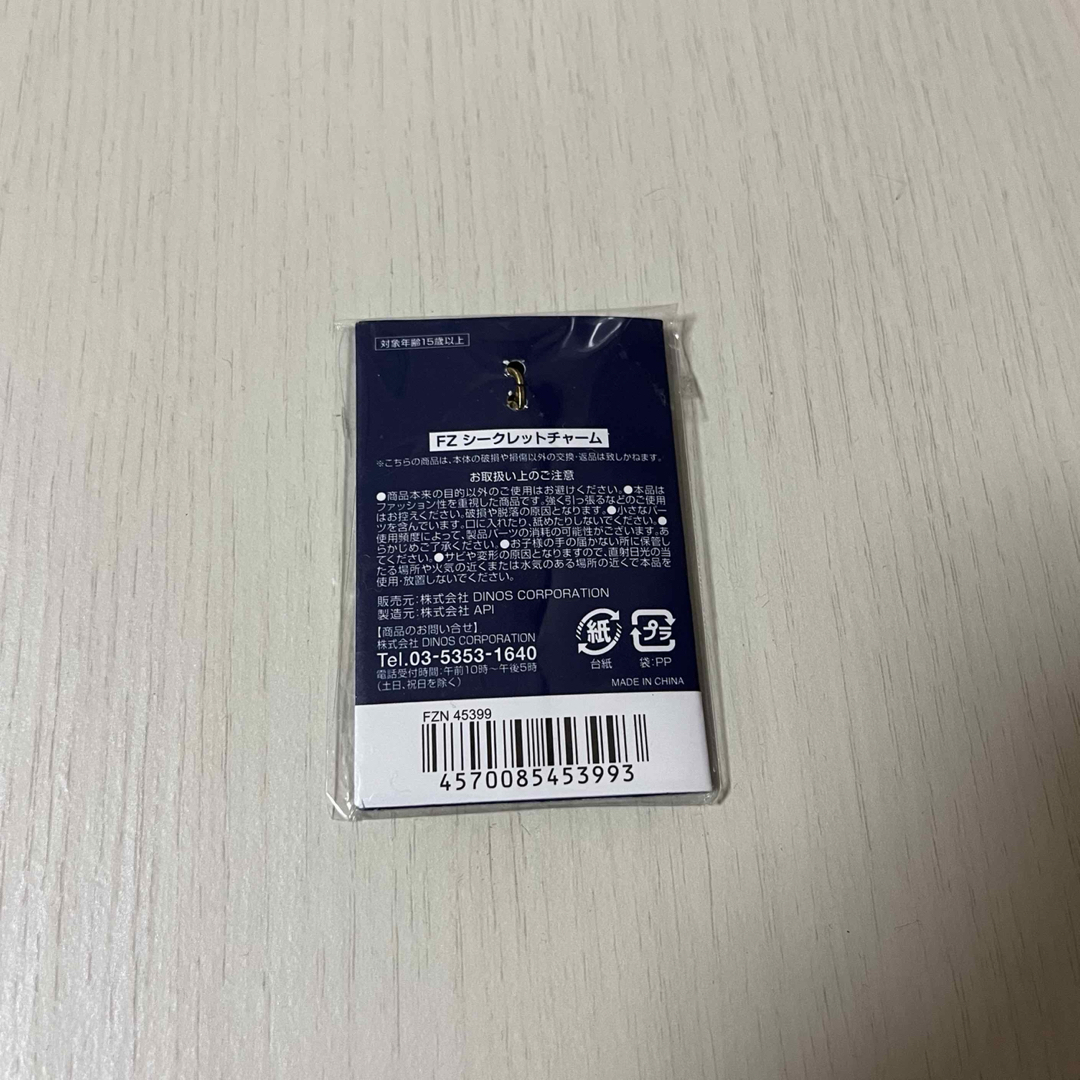 対象年齢15歳以上
FZ シークレットチャーム
※こちらの商品は、本体の破損や損傷以外の交換・返品は致しかねます。
お取扱い上のご注意
●商品本来の目的以外のご使用はお避けください。●本品は
ファッション性を重視した商品です。強く引っ張るなどのご使用
はお控えください。破損や脱落の原因となります。●小さなパー
ツを含んでいます。口に入れたり、舐めたりしないでください。●
使用頻度によって、製品パーツの消耗の可能性がございます。あ
らかじめご了承ください。●お子様の手の届かない所に保管し
てください。●サビや変形の原因となりますので、直射日光の当
たる場所や火気の近くまたは水気のある場所の近くで本品を
使用・放置しないでください。
販売元:株式会社 DINOS CORPORATION
製造元:株式会社 API
【商品のお問い合せ】
株式会社 DINOS CORPORATION
Tel.03-5353-1640
電話受付時間:午前10時〜午後5時
(土日、祝日を除く)
紙
台紙
プラ
袋:PP
MADE IN CHINA
FZN 45399
4570085453993